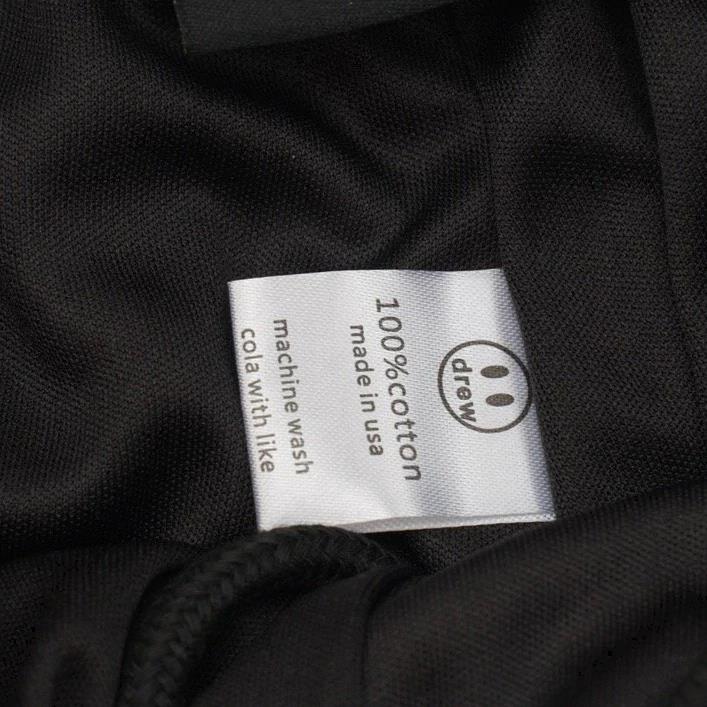 drew
100%cotton
made in usa
machine wash
cola with like